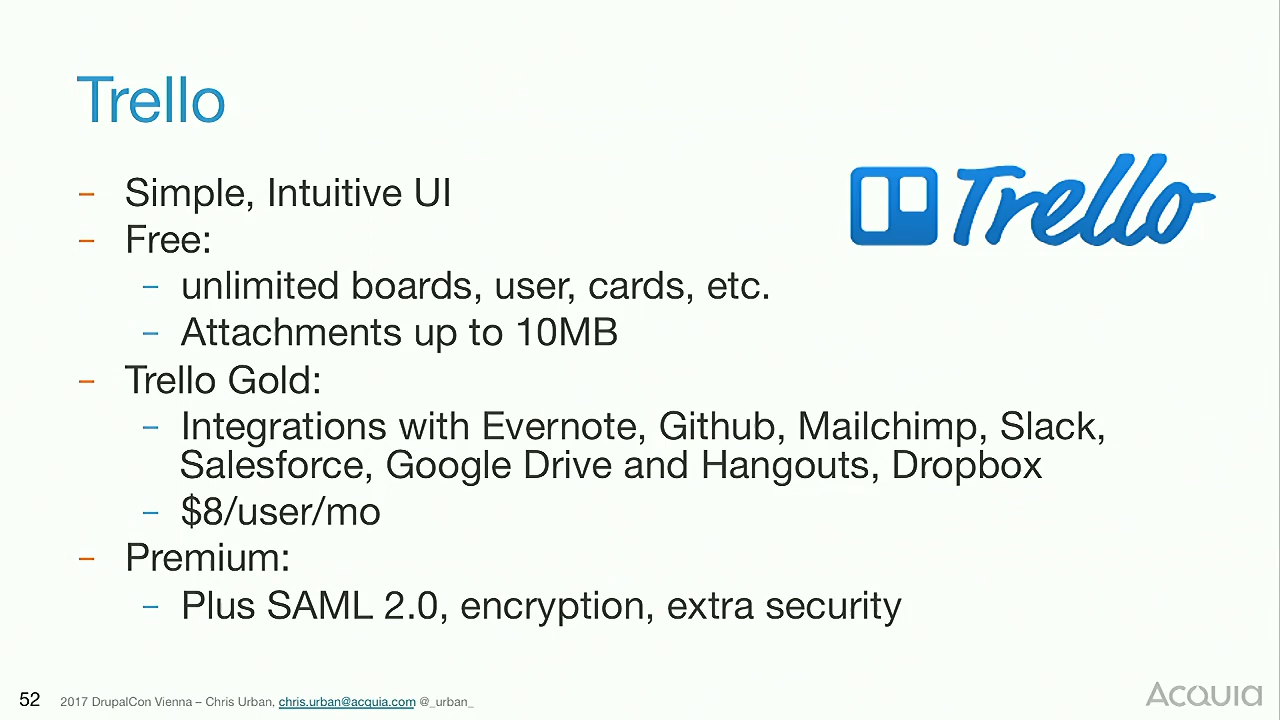 Trello
Trello
– Simple, Intuitive UI
– Free:
– unlimited boards, user, cards, etc.
– Attachments up to 10MB
– Trello Gold:
– Integrations with Evernote, Github, Mailchimp, Slack,
Salesforce, Google Drive and Hangouts, Dropbox
– $8/user/mo
– Premium:
– Plus SAML 2.0, encryption, extra security
52 2017 DrupalCon Vienna – Chris Urban, chris.urban@acquia.com @_urban_
Acquia